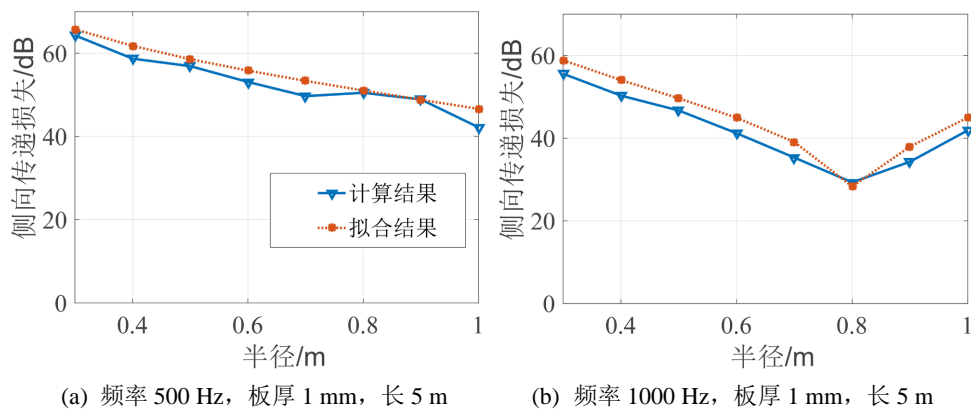 侧向传递损失/dB
60
40
20
0
计算结果
拟合结果
0.4 0.6 0.8 1
半径/m
(a) 频率 500 Hz，板厚 1 mm，长 5 m
侧向传递损失/dB
60
40
20
0
0.4 0.6 0.8 1
半径/m
(b) 频率 1000 Hz，板厚 1 mm，长 5 m